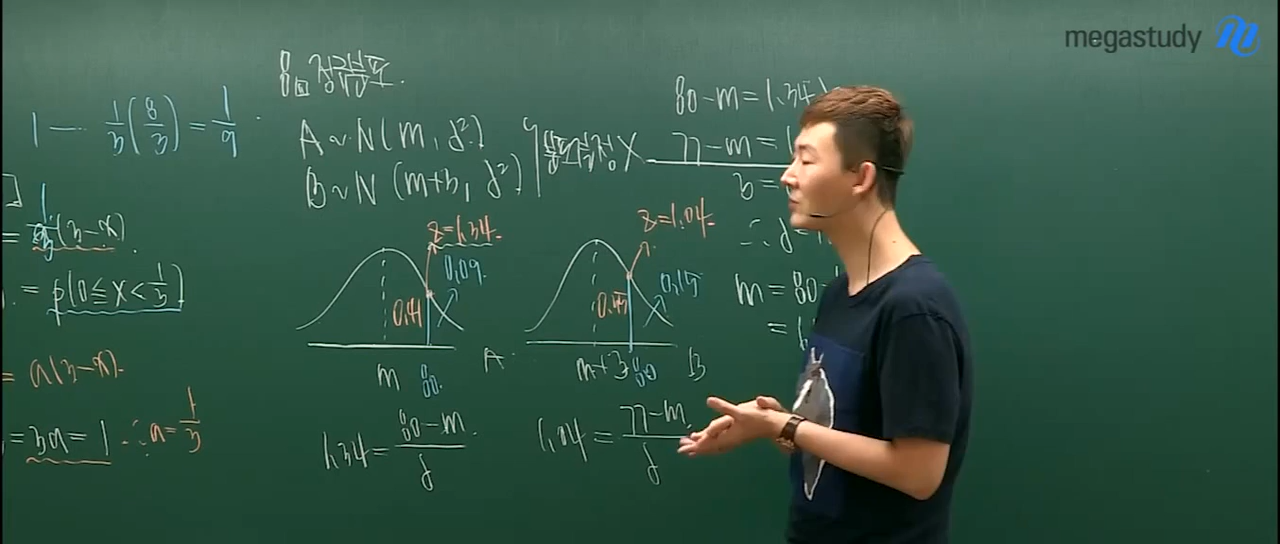 megastudy
8. 정규분포.
1 - 1/3(8/3) = 1/9
A ~ N(m, σ²)
B ~ N(m+3, σ²)
80-m=1.34
77-m=1
3=
∴ σ=
m=80-
(3-x)
= p(0≦x<1/3)
= a(3-x).
=3a=1 ∴a=1/3
z=1.34.
0.09.
0.41
m 80.
A.
z=1.04.
0.15
0.35
m+3 80 B
1.34=(80-m)/σ
1.04=(77-m)/σ